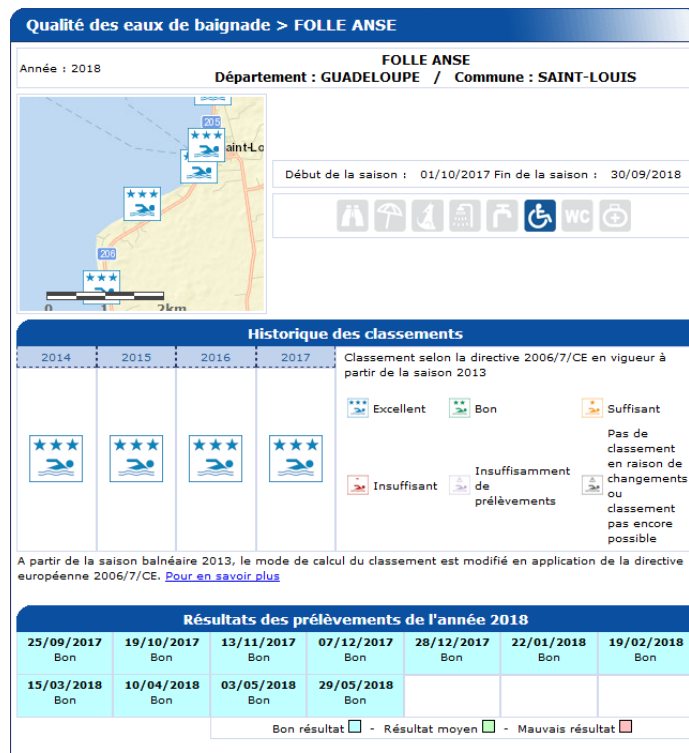 Qualité des eaux de baignade > FOLLE ANSE
Année : 2018
FOLLE ANSE
Département : GUADELOUPE / Commune : SAINT-LOUIS
205
aint-Lo
206
0 1 2km
Début de la saison : 01/10/2017 Fin de la saison : 30/09/2018
WC
Historique des classements
2014 2015 2016 2017
Classement selon la directive 2006/7/CE en vigueur à
partir de la saison 2013
Excellent Bon Suffisant
Insuffisant
Insuffisamment
de
prélèvements
Pas de
classement
en raison de
changements
ou
classement
pas encore
possible
A partir de la saison balnéaire 2013, le mode de calcul du classement est modifié en application de la directive
européenne 2006/7/CE. Pour en savoir plus
Résultats des prélèvements de l'année 2018
25/09/2017 19/10/2017 13/11/2017 07/12/2017 28/12/2017 22/01/2018 19/02/2018
Bon Bon Bon Bon Bon Bon Bon
15/03/2018 10/04/2018 03/05/2018 29/05/2018
Bon Bon Bon Bon
Bon résultat - Résultat moyen - Mauvais résultat